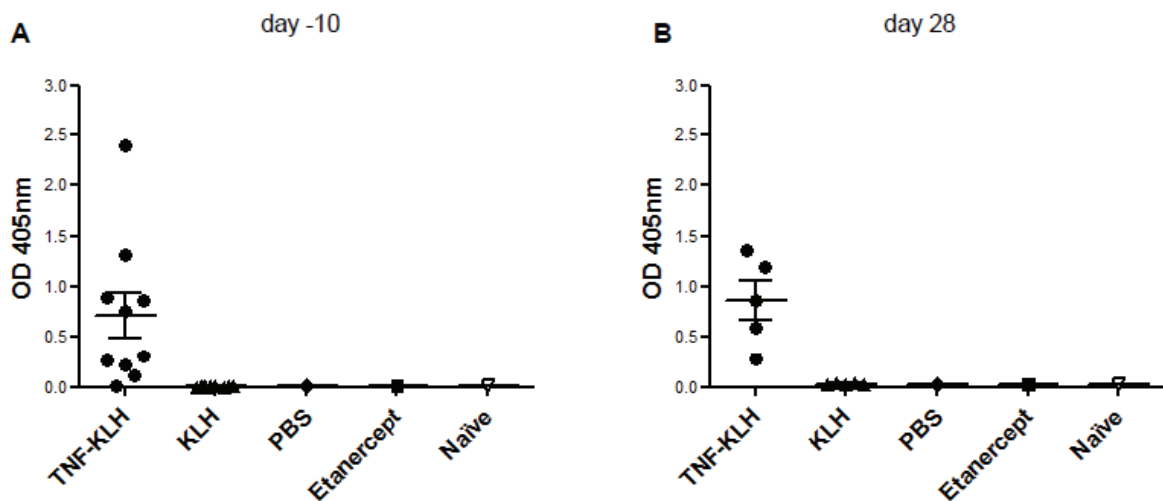 A
day -10
OD 405nm
3.0
2.5
2.0
1.5
1.0
0.5
0.0
TNF-KLH
KLH
PBS
Etanercept
Naïve
B
day 28
OD 405nm
3.0
2.5
2.0
1.5
1.0
0.5
0.0
TNF-KLH
KLH
PBS
Etanercept
Naïve